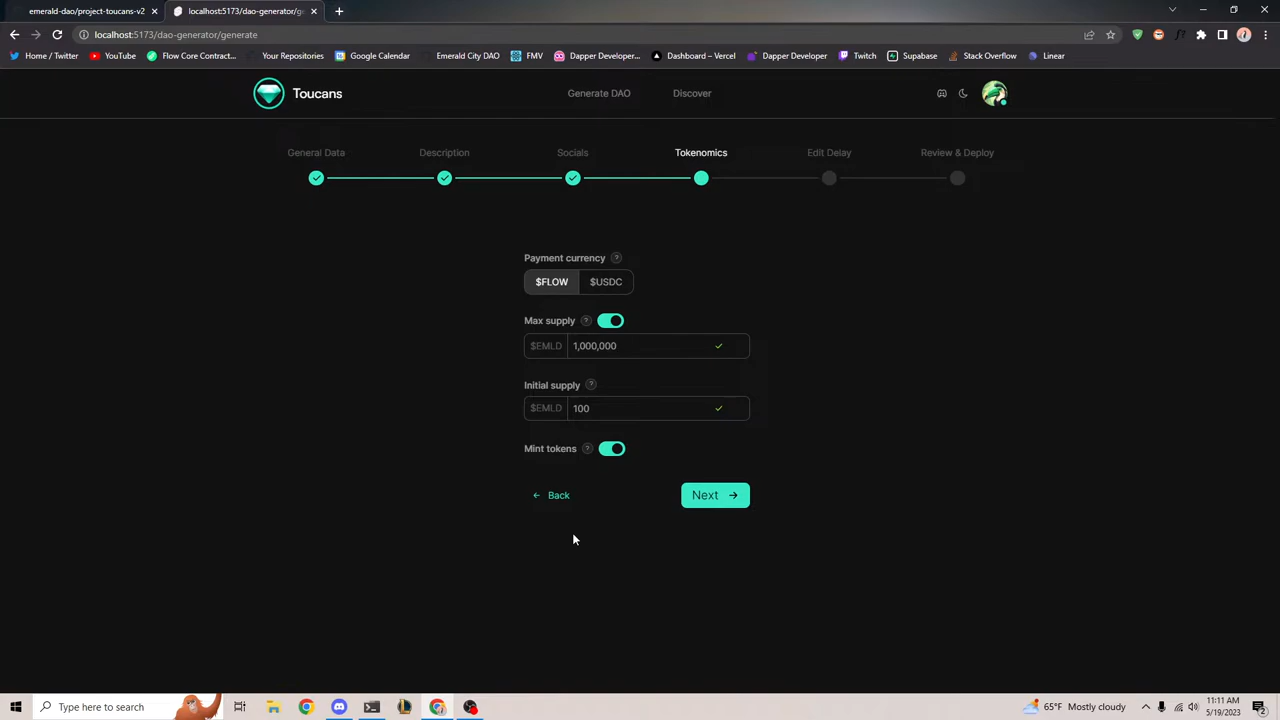 emerald-dao/project-toucans-v2
localhost:5173/dao-generator/ge
localhost:5173/dao-generator/generate
Home / Twitter
YouTube
Flow Core Contract...
Your Repositories
Google Calendar
Emerald City DAO
FMV
Dapper Developer...
Dashboard – Vercel
Dapper Developer
Twitch
Supabase
Stack Overflow
Linear
Toucans
Generate DAO
Discover
General Data
Description
Socials
Tokenomics
Edit Delay
Review & Deploy
Payment currency ?
$FLOW
$USDC
Max supply ?
$EMLD 1,000,000
Initial supply ?
$EMLD 100
Mint tokens ?
← Back
Next →
Type here to search
65°F Mostly cloudy
11:11 AM
5/19/2023
2